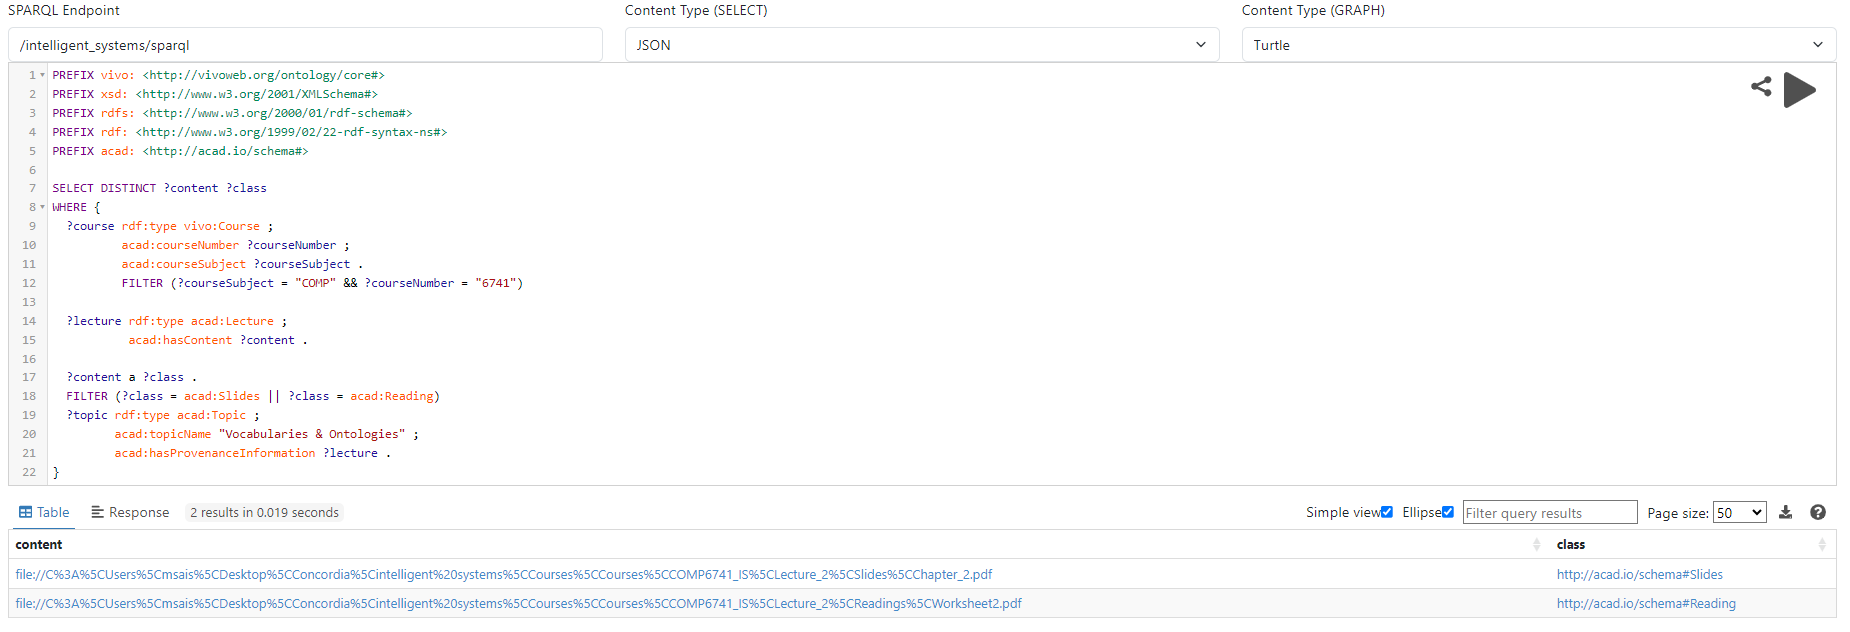 SPARQL Endpoint Content Type (SELECT) Content Type (GRAPH)
/intelligent_systems/sparql JSON Turtle
1 PREFIX vivo: <http://vivoweb.org/ontology/core#>
2 PREFIX xsd: <http://www.w3.org/2001/XMLSchema#>
3 PREFIX rdfs: <http://www.w3.org/2000/01/rdf-schema#>
4 PREFIX rdf: <http://www.w3.org/1999/02/22-rdf-syntax-ns#>
5 PREFIX acad: <http://acad.io/schema#>
6
7 SELECT DISTINCT ?content ?class
8 WHERE {
9 ?course rdf:type vivo:Course ;
10 acad:courseNumber ?courseNumber ;
11 acad:courseSubject ?courseSubject .
12 FILTER (?courseSubject = "COMP" && ?courseNumber = "6741")
13
14 ?lecture rdf:type acad:Lecture ;
15 acad:hasContent ?content .
16
17 ?content a ?class .
18 FILTER (?class = acad:Slides || ?class = acad:Reading)
19 ?topic rdf:type acad:Topic ;
20 acad:topicName "Vocabularies & Ontologies" ;
21 acad:hasProvenanceInformation ?lecture .
22 }
Table Response 2 results in 0.019 seconds Simple view Ellipse Filter query results Page size: 50
content class
file://C%3A%5CUsers%5Cmsais%5CDesktop%5CConcordia%5Cintelligent%20systems%5CCourses%5CCourses%5CCOMP6741_IS%5CLecture_2%5CSlides%5CChapter_2.pdf http://acad.io/schema#Slides
file://C%3A%5CUsers%5Cmsais%5CDesktop%5CConcordia%5Cintelligent%20systems%5CCourses%5CCourses%5CCOMP6741_IS%5CLecture_2%5CReadings%5CWorksheet2.pdf http://acad.io/schema#Reading